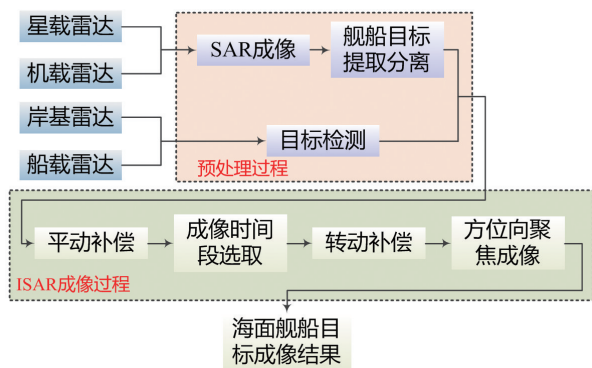 星载雷达
机载雷达
岸基雷达
船载雷达
SAR成像
舰船目标
提取分离
目标检测
预处理过程
平动补偿
成像时间
段选取
转动补偿
方位向聚
焦成像
ISAR成像过程
海面舰船目
标成像结果